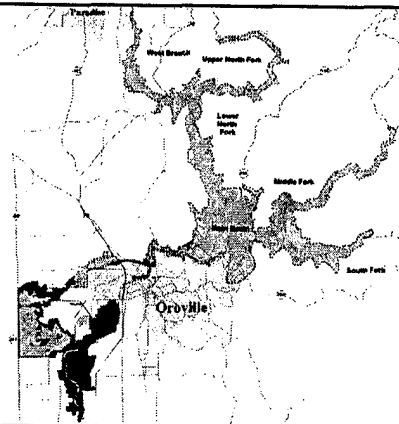 Paradise
West Branch
Upper North Fork
Lower
North
Fork
Middle Fork
Main Basin
South Fork
Oroville